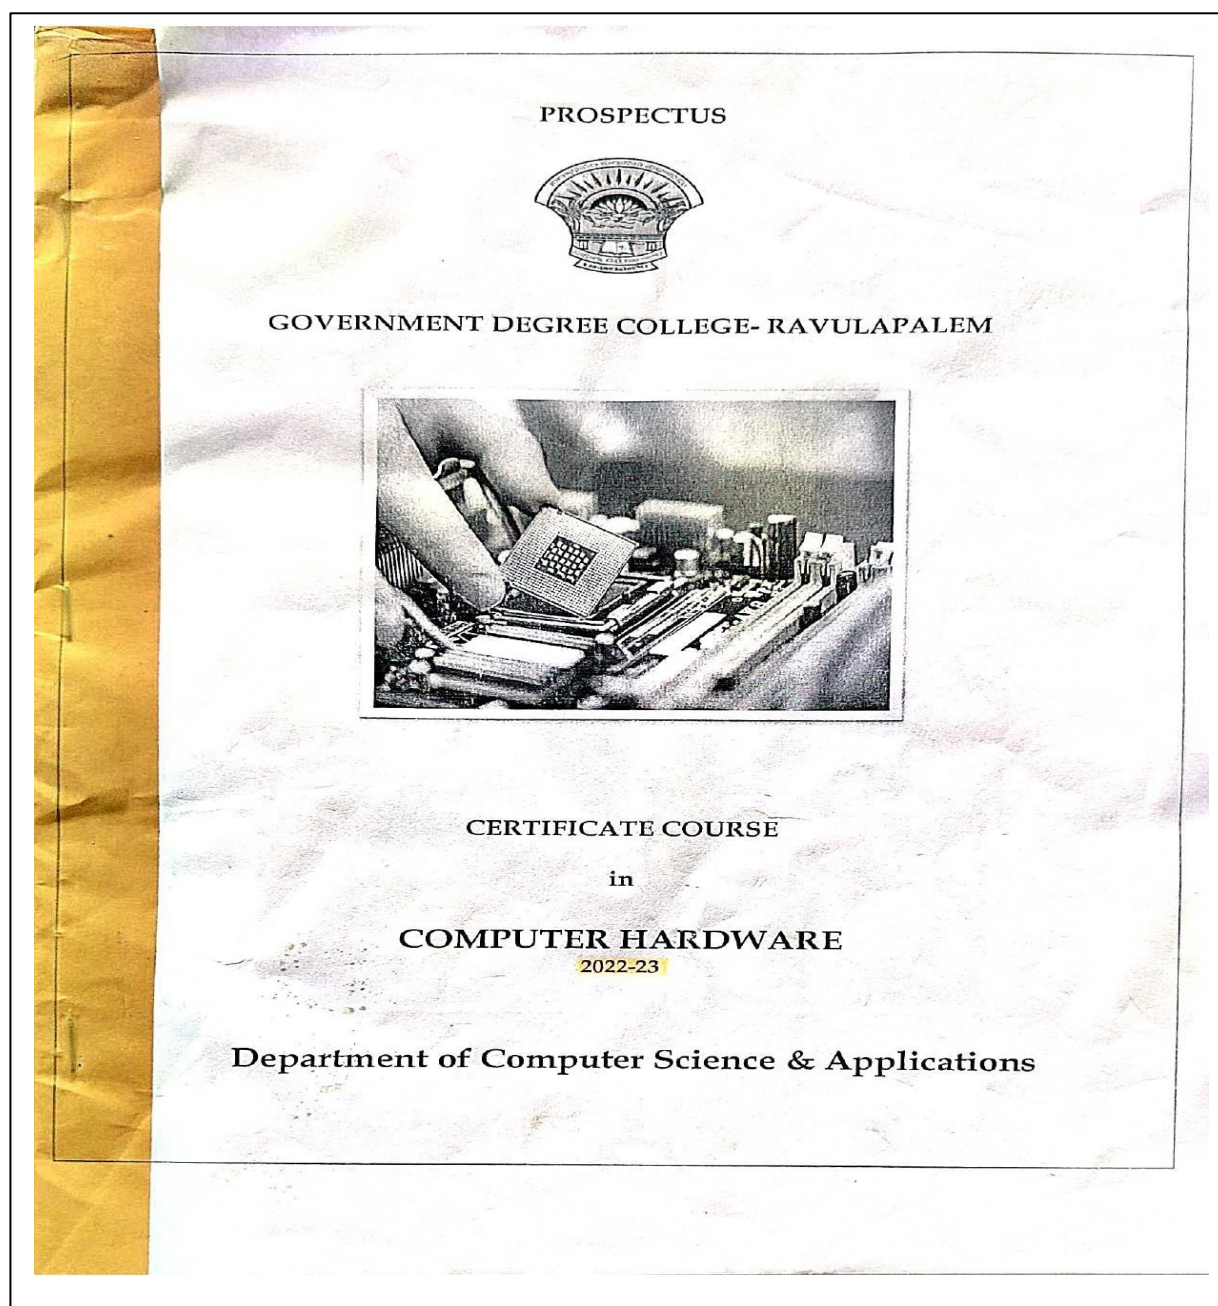 PROSPECTUS
GOVERNMENT DEGREE COLLEGE- RAVULAPALEM
CERTIFICATE COURSE
in
COMPUTER HARDWARE
2022-23
Department of Computer Science & Applications